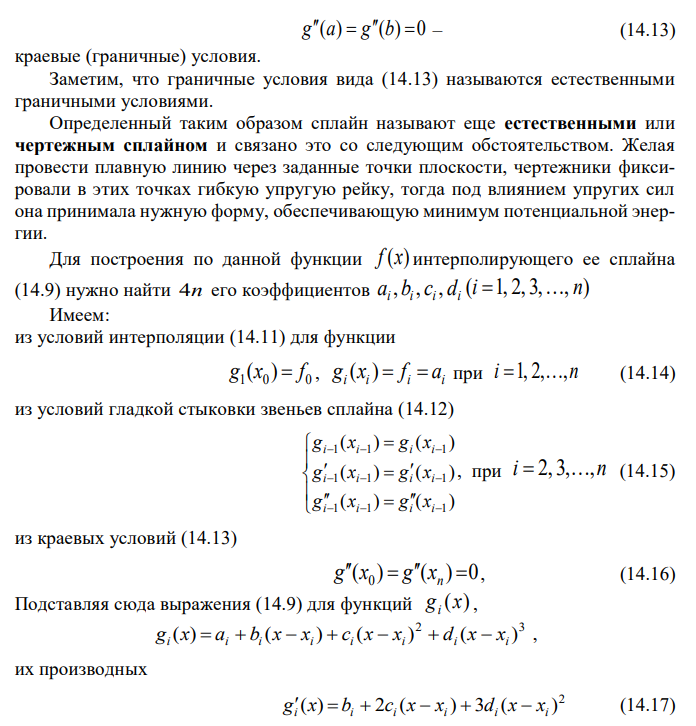 g″(a) = g″(b) = 0 – (14.13)
краевые (граничные) условия.
Заметим, что граничные условия вида (14.13) называются естественными
граничными условиями.
Определенный таким образом сплайн называют еще естественными или
чертежным сплайном и связано это со следующим обстоятельством. Желая
провести плавную линию через заданные точки плоскости, чертежники фикси-
ровали в этих точках гибкую упругую рейку, тогда под влиянием упругих сил
она принимала нужную форму, обеспечивающую минимум потенциальной энер-
гии.
Для построения по данной функции f(x) интерполирующего ее сплайна
(14.9) нужно найти 4n его коэффициентов a_i, b_i, c_i, d_i (i = 1, 2, 3, …, n)
Имеем:
из условий интерполяции (14.11) для функции
g_1(x_0) = f_0, g_i(x_i) = f_i = a_i при i = 1, 2,…, n (14.14)
из условий гладкой стыковки звеньев сплайна (14.12)
{ g_{i−1}(x_{i−1}) = g_i(x_{i−1})
g′_{i−1}(x_{i−1}) = g′_i(x_{i−1}), при i = 2, 3,…, n (14.15)
g″_{i−1}(x_{i−1}) = g″_i(x_{i−1})
из краевых условий (14.13)
g″(x_0) = g″(x_n) = 0, (14.16)
Подставляя сюда выражения (14.9) для функций g_i(x),
g_i(x) = a_i + b_i(x − x_i) + c_i(x − x_i)² + d_i(x − x_i)³ ,
их производных
g′_i(x) = b_i + 2c_i(x − x_i) + 3d_i(x − x_i)² (14.17)